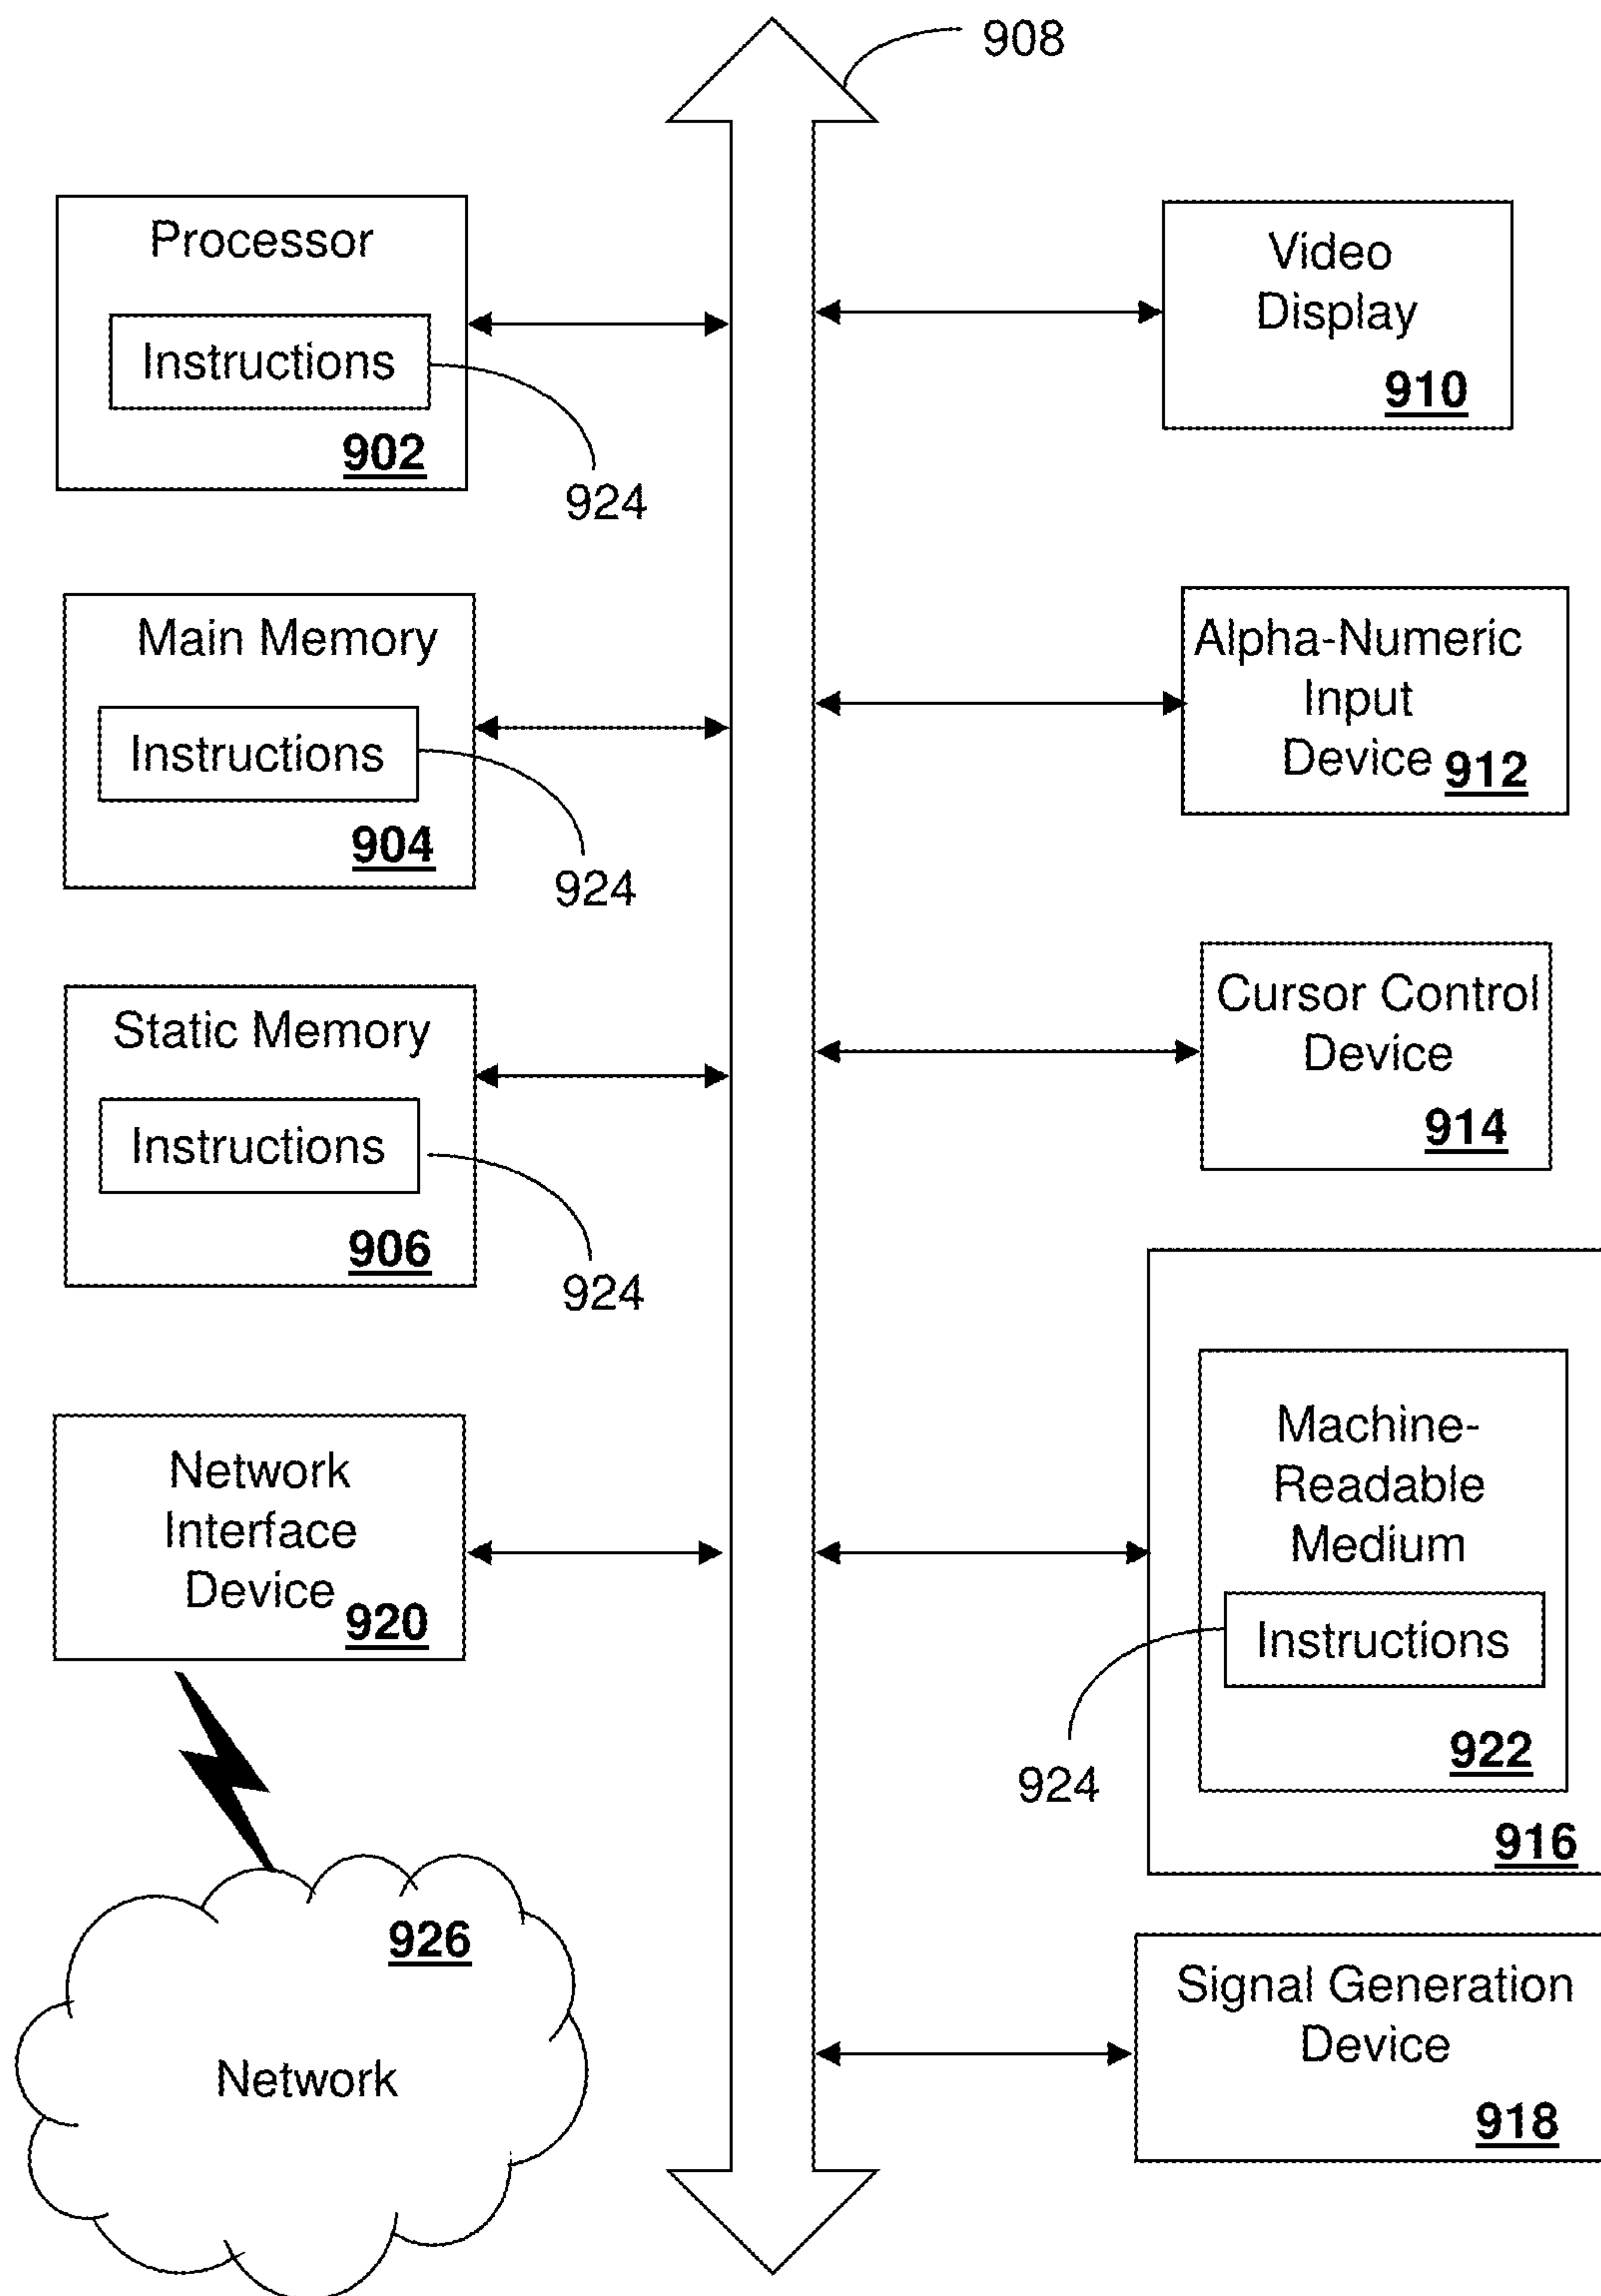 908
Processor
Instructions
902
924
Main Memory
Instructions
904
924
Static Memory
Instructions
906
924
Network
Interface
Device
920
926
Network
Video
Display
910
Alpha-Numeric
Input
Device
912
Cursor Control
Device
914
Machine-
Readable
Medium
Instructions
922
924
916
Signal Generation
Device
918